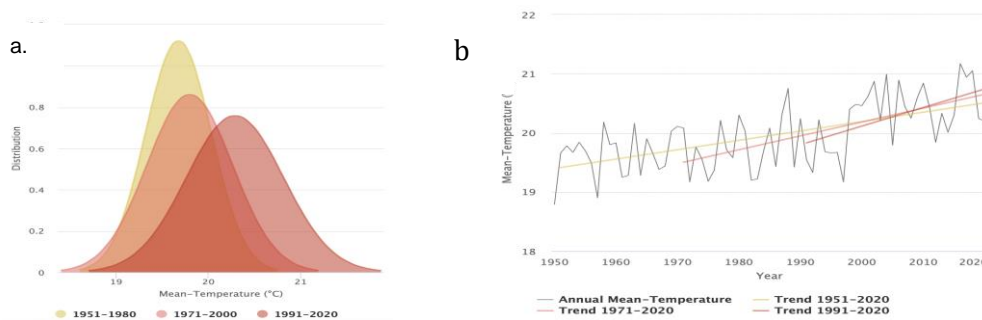 a.
Distribution
0.8
0.6
0.4
0.2
0
19
20
21
Mean-Temperature (°C)
1951-1980
1971-2000
1991-2020
b
Mean-Temperature (
22
21
20
19
18
1950
1960
1970
1980
1990
2000
2010
2020
Year
Annual Mean-Temperature
Trend 1951-2020
Trend 1971-2020
Trend 1991-2020